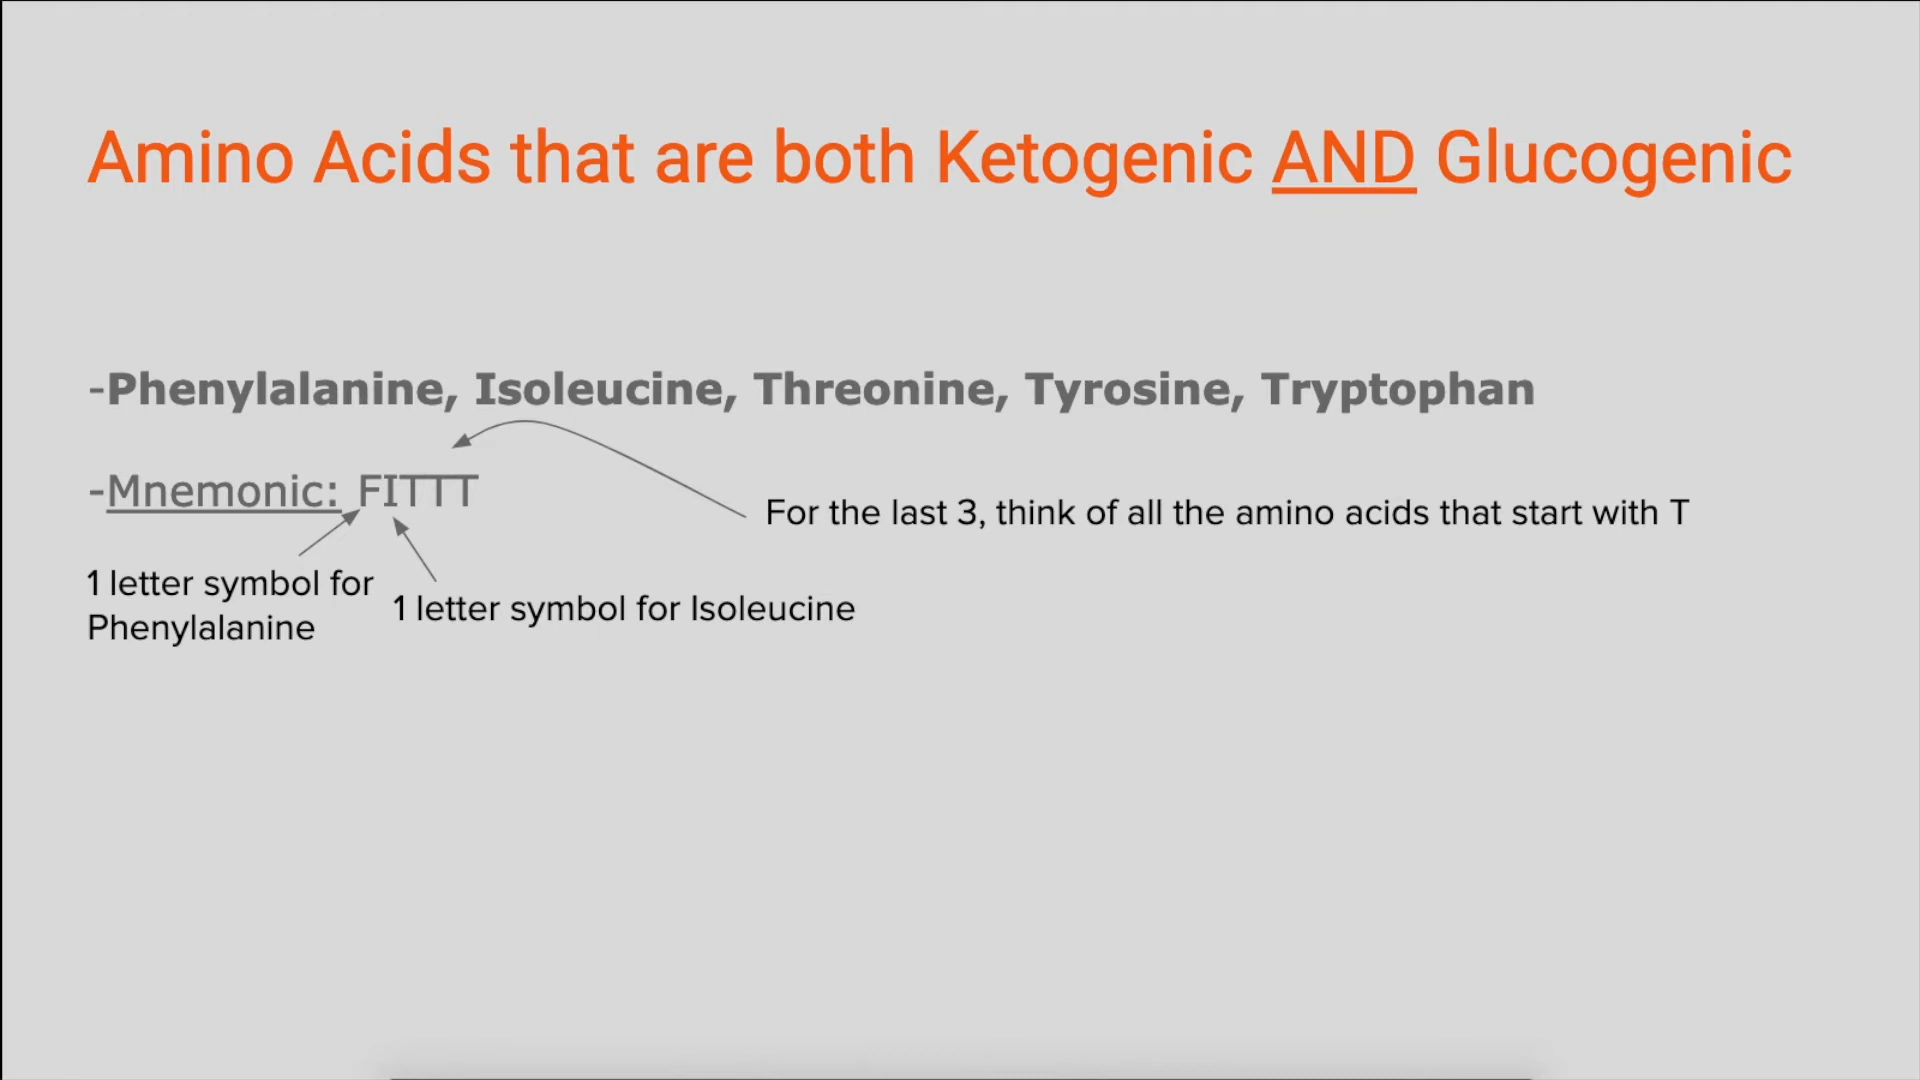 Amino Acids that are both Ketogenic AND Glucogenic
-Phenylalanine, Isoleucine, Threonine, Tyrosine, Tryptophan
-Mnemonic: FITTT
For the last 3, think of all the amino acids that start with T
1 letter symbol for
Phenylalanine
1 letter symbol for Isoleucine